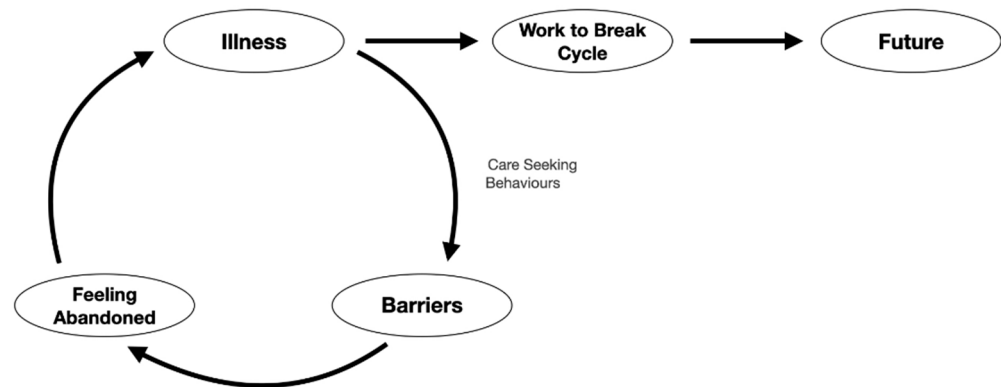 Illness
Work to Break
Cycle
Future
Care Seeking
Behaviours
Feeling
Abandoned
Barriers